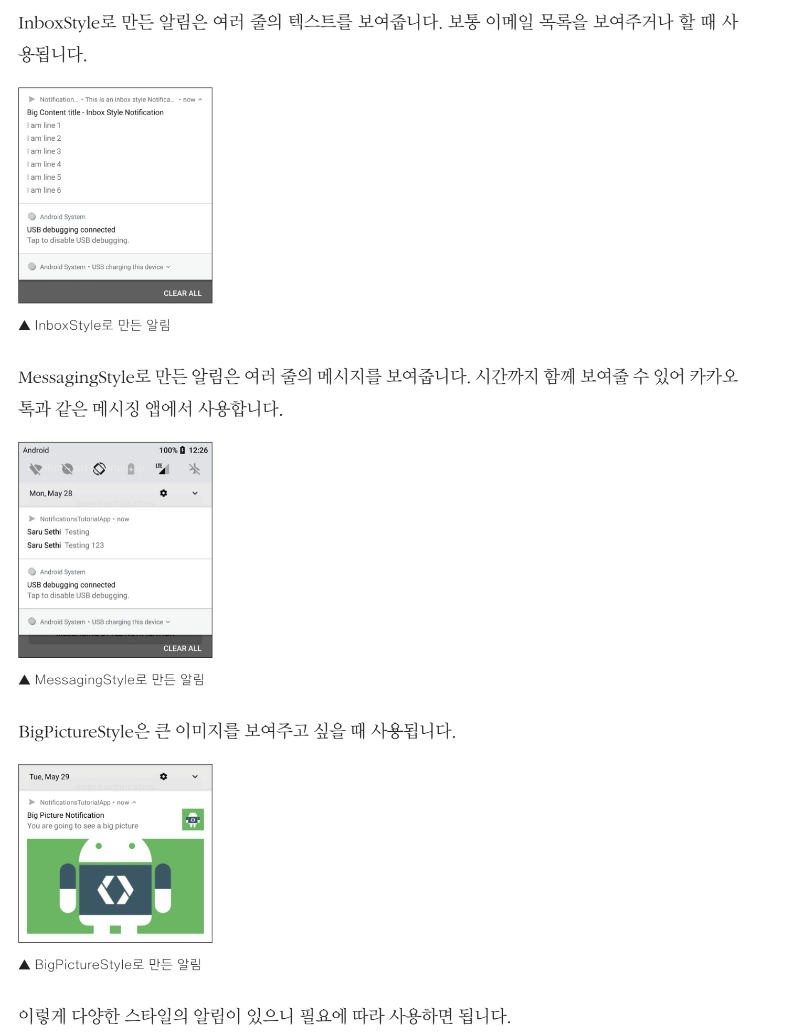 InboxStyle로 만든 알림은 여러 줄의 텍스트를 보여줍니다. 보통 이메일 목록을 보여주거나 할 때 사
용됩니다.
Notification... • This is an inbox style Notifica... • now
Big Content title - Inbox Style Notification
I am line 1
I am line 2
I am line 3
I am line 4
I am line 5
I am line 6
Android System
USB debugging connected
Tap to disable USB debugging.
Android System • USB charging this device
CLEAR ALL
▲ InboxStyle로 만든 알림
MessagingStyle로 만든 알림은 여러 줄의 메시지를 보여줍니다. 시간까지 함께 보여줄 수 있어 카카오
톡과 같은 메시징 앱에서 사용합니다.
Android 100% 12:26
LTE
Mon, May 28
NotificationsTutorialApp • now
Saru Sethi Testing
Saru Sethi Testing 123
Android System
USB debugging connected
Tap to disable USB debugging.
Android System • USB charging this device
CLEAR ALL
▲ MessagingStyle로 만든 알림
BigPictureStyle은 큰 이미지를 보여주고 싶을 때 사용됩니다.
Tue, May 29
NotificationsTutorialApp • now
Big Picture Notification
You are going to see a big picture
▲ BigPictureStyle로 만든 알림
이렇게 다양한 스타일의 알림이 있으니 필요에 따라 사용하면 됩니다.